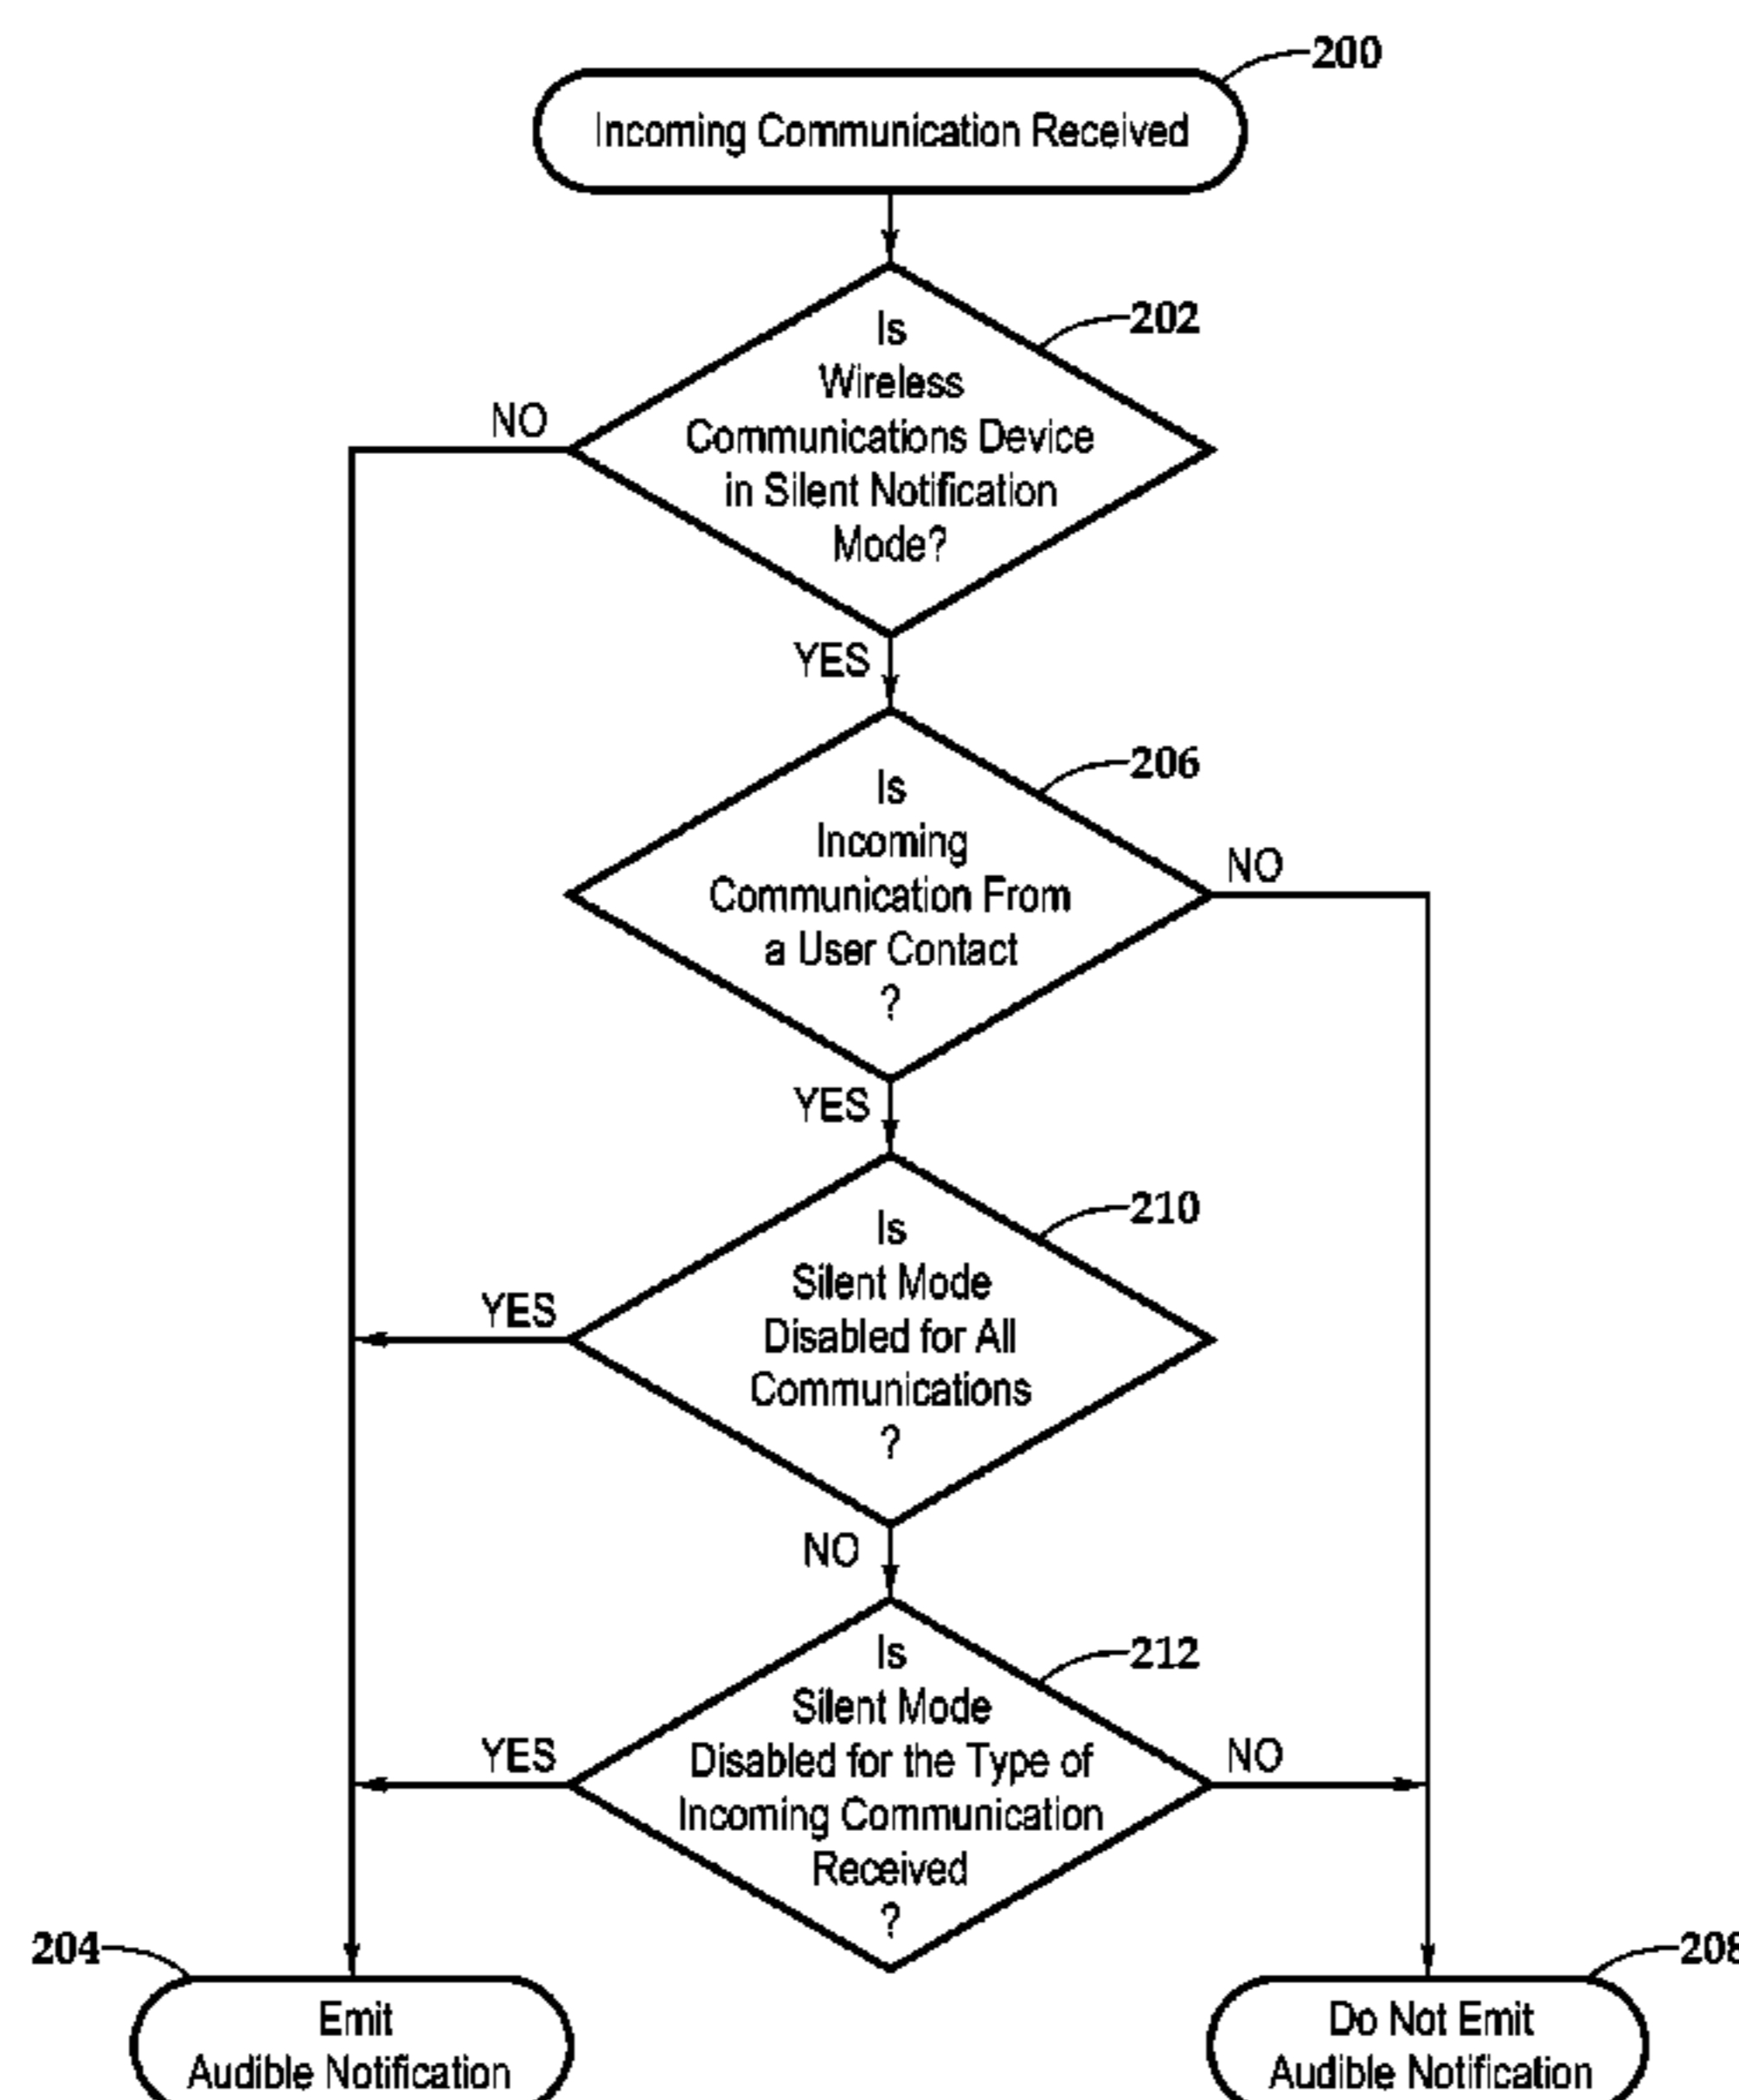 200
Incoming Communication Received
202
Is
Wireless
Communications Device
in Silent Notification
Mode?
NO
YES
206
Is
Incoming
Communication From
a User Contact
?
NO
YES
210
Is
Silent Mode
Disabled for All
Communications
?
YES
NO
212
Is
Silent Mode
Disabled for the Type of
Incoming Communication
Received
?
YES
NO
204
Emit
Audible Notification
208
Do Not Emit
Audible Notification